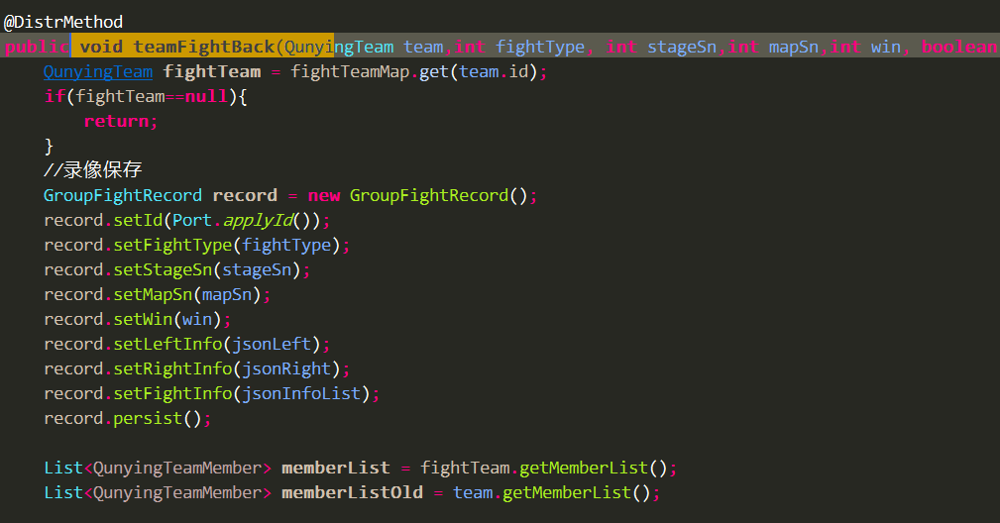 @DistrMethod
public void teamFightBack(QunyingTeam team,int fightType, int stageSn,int mapSn,int win, boolean
QunyingTeam fightTeam = fightTeamMap.get(team.id);
if(fightTeam==null){
return;
}
//录像保存
GroupFightRecord record = new GroupFightRecord();
record.setId(Port.applyId());
record.setFightType(fightType);
record.setStageSn(stageSn);
record.setMapSn(mapSn);
record.setWin(win);
record.setLeftInfo(jsonLeft);
record.setRightInfo(jsonRight);
record.setFightInfo(jsonInfoList);
record.persist();
List<QunyingTeamMember> memberList = fightTeam.getMemberList();
List<QunyingTeamMember> memberListOld = team.getMemberList();